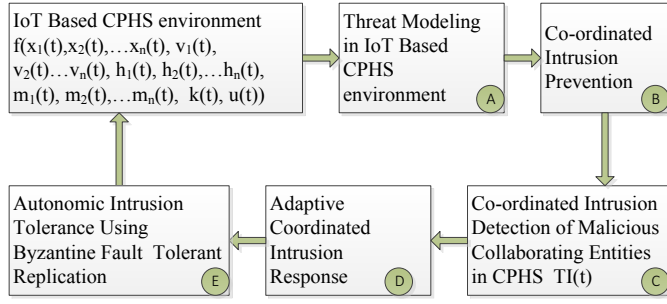 IoT Based CPHS environment
f(x₁(t),x₂(t),…xₙ(t), v₁(t),
v₂(t)…vₙ(t), h₁(t), h₂(t),…hₙ(t),
m₁(t), m₂(t),…mₙ(t), k(t), u(t))
Threat Modeling
in IoT Based
CPHS
environment
A
Co-ordinated
Intrusion
Prevention
B
Co-ordinated Intrusion
Detection of Malicious
Collaborating Entities
in CPHS TI(t)
C
Adaptive
Coordinated
Intrusion
Response
D
Autonomic Intrusion
Tolerance Using
Byzantine Fault Tolerant
Replication
E